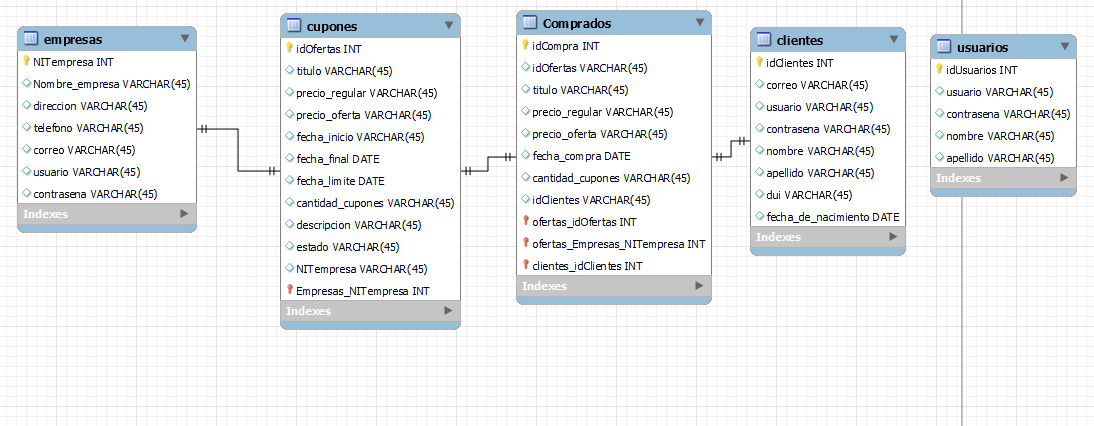 empresas
NITempresa INT
Nombre_empresa VARCHAR(45)
direccion VARCHAR(45)
telefono VARCHAR(45)
correo VARCHAR(45)
usuario VARCHAR(45)
contrasena VARCHAR(45)
Indexes
cupones
idOfertas INT
titulo VARCHAR(45)
precio_regular VARCHAR(45)
precio_oferta VARCHAR(45)
fecha_inicio VARCHAR(45)
fecha_final DATE
fecha_limite DATE
cantidad_cupones VARCHAR(45)
descripcion VARCHAR(45)
estado VARCHAR(45)
NITempresa VARCHAR(45)
Empresas_NITempresa INT
Indexes
Comprados
idCompra INT
idOfertas VARCHAR(45)
titulo VARCHAR(45)
precio_regular VARCHAR(45)
precio_oferta VARCHAR(45)
fecha_compra DATE
cantidad_cupones VARCHAR(45)
idClientes VARCHAR(45)
ofertas_idOfertas INT
ofertas_Empresas_NITempresa INT
clientes_idClientes INT
Indexes
clientes
idClientes INT
correo VARCHAR(45)
usuario VARCHAR(45)
contrasena VARCHAR(45)
nombre VARCHAR(45)
apellido VARCHAR(45)
dui VARCHAR(45)
fecha_de_nacimiento DATE
Indexes
usuarios
idUsuarios INT
usuario VARCHAR(45)
contrasena VARCHAR(45)
nombre VARCHAR(45)
apellido VARCHAR(45)
Indexes